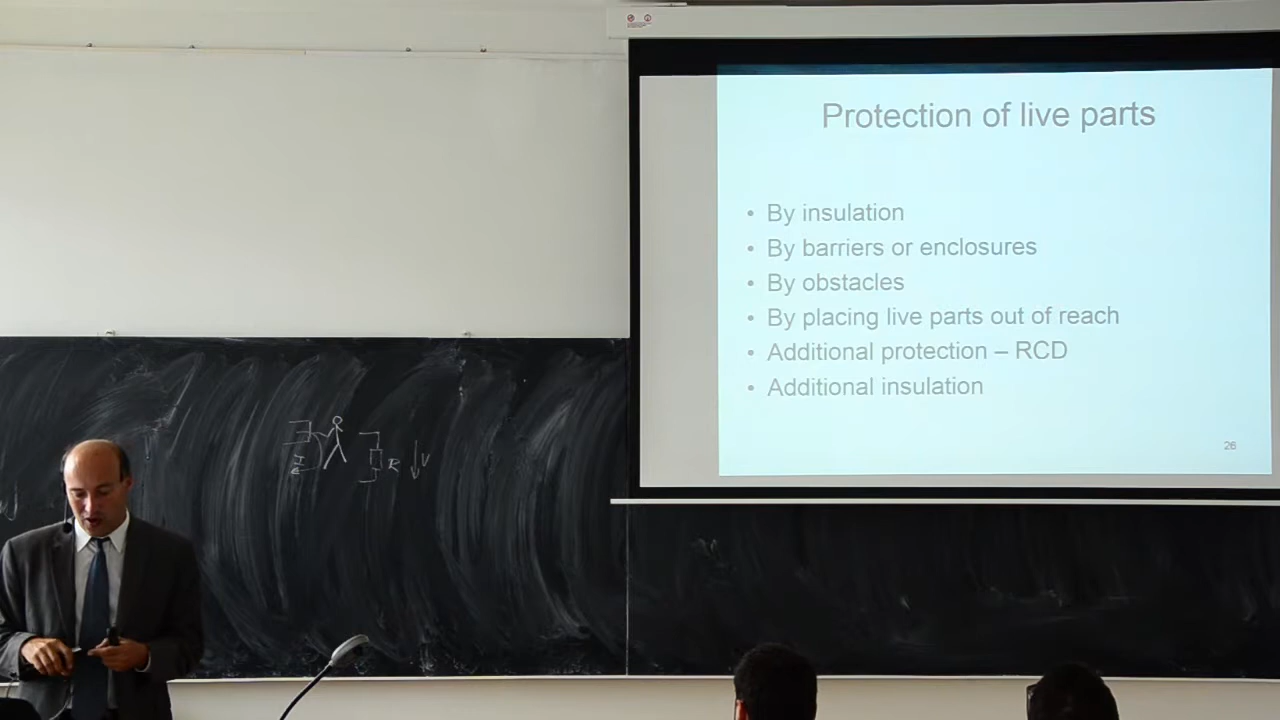 Protection of live parts
• By insulation
• By barriers or enclosures
• By obstacles
• By placing live parts out of reach
• Additional protection – RCD
• Additional insulation
26
I
R
V